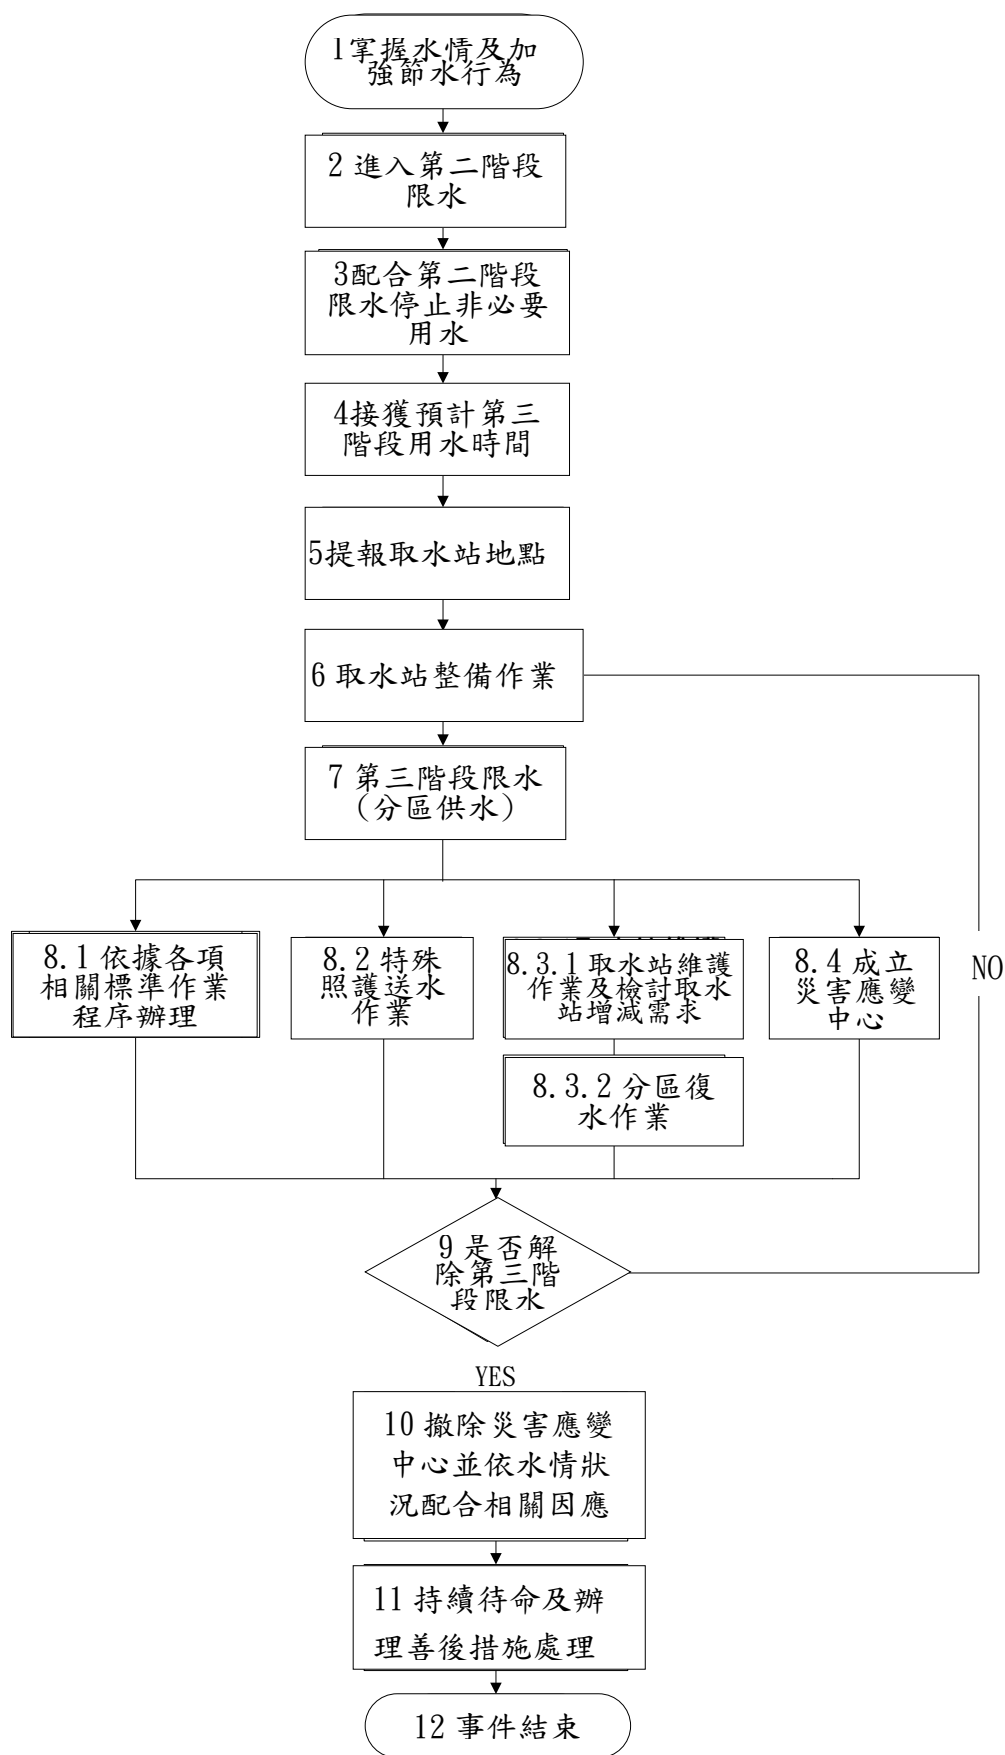 1掌握水情及加
強節水行為
2 進入第二階段
限水
3配合第二階段
限水停止非必要
用水
4接獲預計第三
階段用水時間
5提報取水站地點
6 取水站整備作業
7 第三階段限水
（分區供水）
8.1 依據各項
相關標準作業
程序辦理
8.2 特殊
照護送水
作業
8.3.1 取水站維護
作業及檢討取水
站增減需求
8.4 成立
災害應變
中心
NO
8.3.2 分區復
水作業
9 是否解
除第三階
段限水
YES
10 撤除災害應變
中心並依水情狀
況配合相關因應
11 持續待命及辦
理善後措施處理
12 事件結束